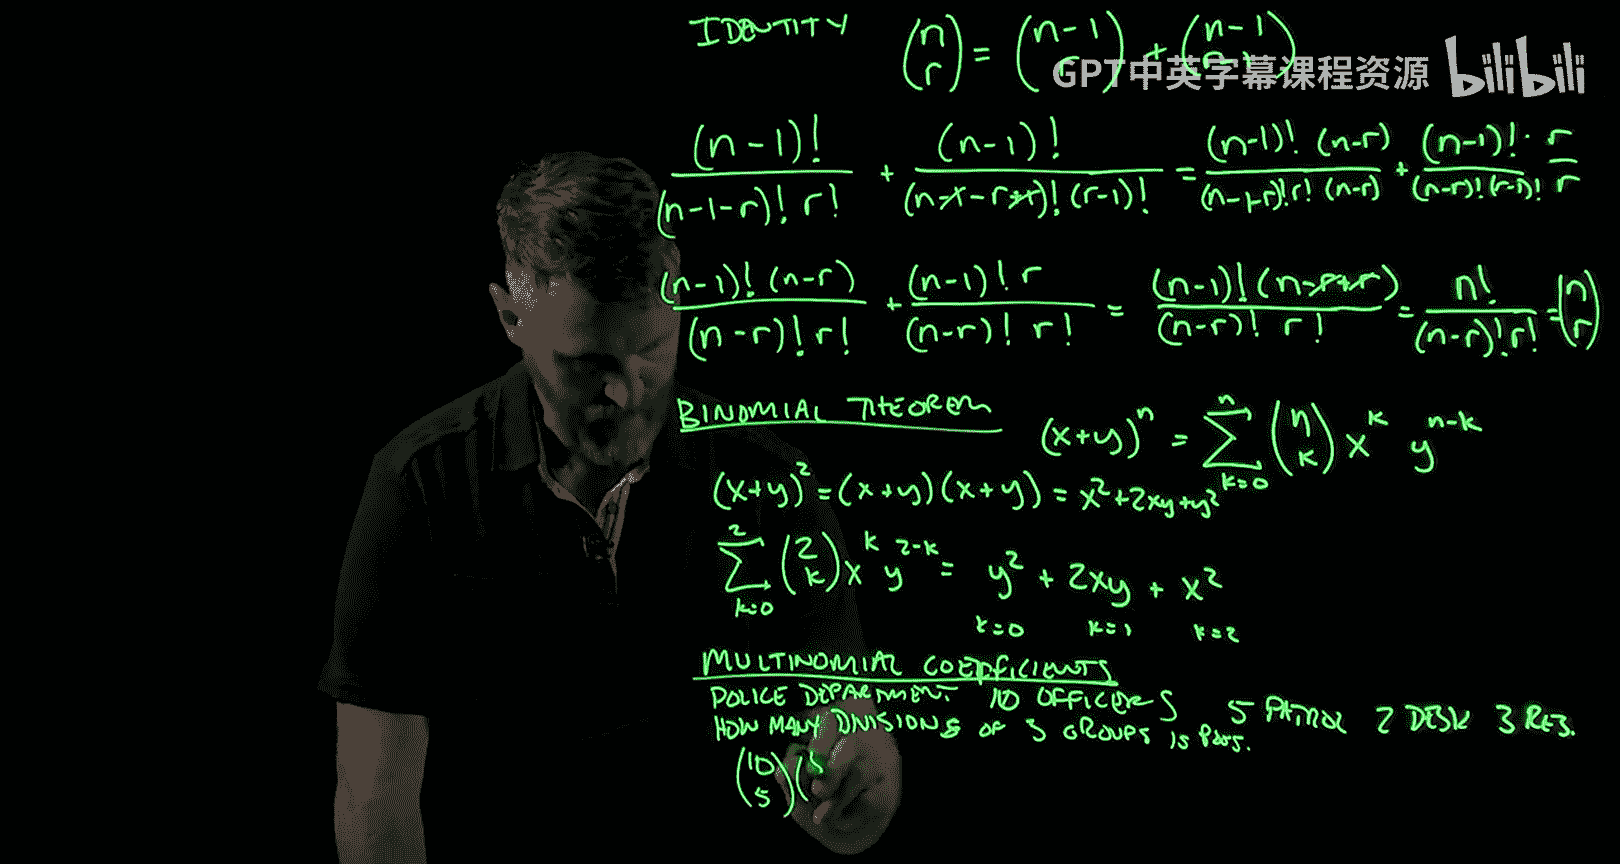 IDENTITY (n r) = (n-1 r) + (n-1 r-1)
GPT中英字幕课程资源 bilibili
(n-1)! / (n-1-r)! r! + (n-1)! / (n-1-r+1)! (r-1)! = (n-1)! (n-r) / (n-1-r)! r! (n-r) + (n-1)! · r / (n-r)! (r-1)! r
(n-1)! (n-r) / (n-r)! r! + (n-1)! r / (n-r)! r! = (n-1)! (n-r+r) / (n-r)! r! = n! / (n-r)! r! = (n r)
BINOMIAL THEOREM (x+y)^n = ∑_{k=0}^{n} (n k) x^k y^{n-k}
(x+y)^2 = (x+y)(x+y) = x^2+2xy+y^2
∑_{k=0}^{2} (2 k) x^k y^{2-k} = y^2 + 2xy + x^2
k=0 k=1 k=2
MULTINOMIAL COEFFICIENTS
POLICE DEPARTMENT 10 OFFICERS 5 PATROL 2 DESK 3 RES.
HOW MANY DIVISIONS OF 3 GROUPS IS POSS.
(10 5) (5